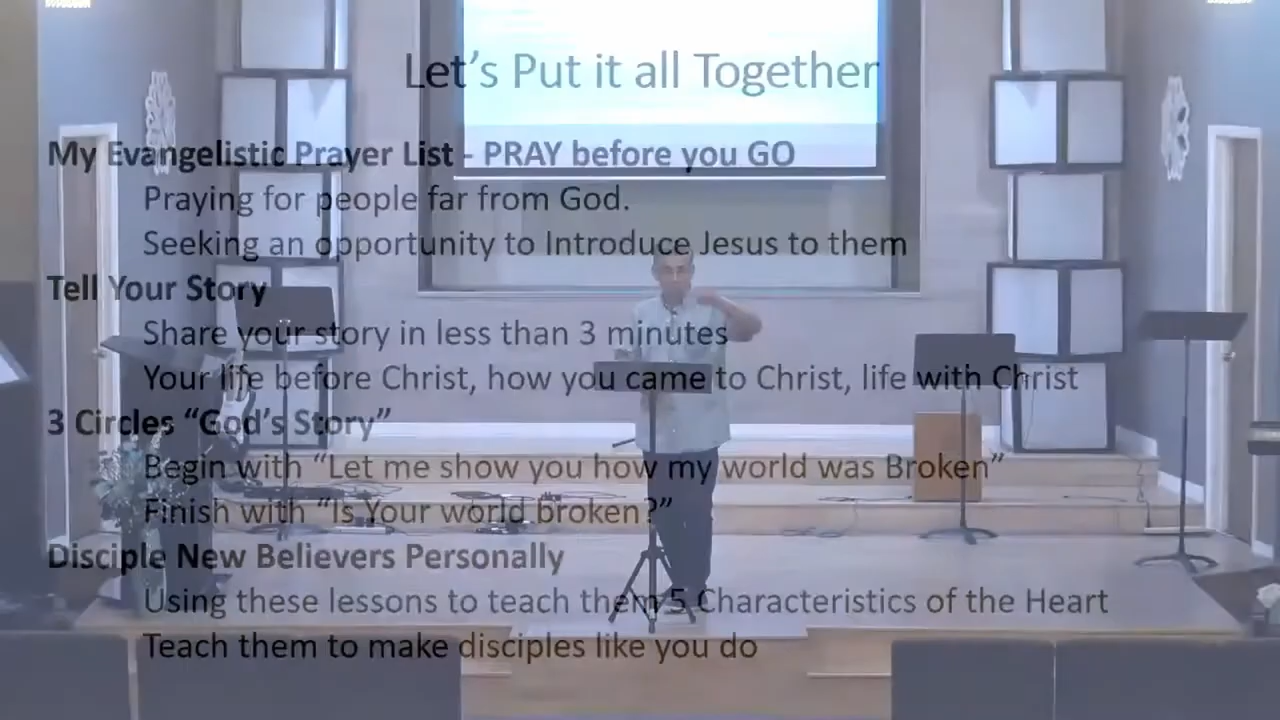 Let's Put it all Together
My Evangelistic Prayer List - PRAY before you GO
Praying for people far from God.
Seeking an opportunity to Introduce Jesus to them
Tell Your Story
Share your story in less than 3 minutes
Your life before Christ, how you came to Christ, life with Christ
3 Circles “God's Story”
Begin with “Let me show you how my world was Broken”
Finish with “Is Your world broken?”
Disciple New Believers Personally
Using these lessons to teach them 5 Characteristics of the Heart
Teach them to make disciples like you do